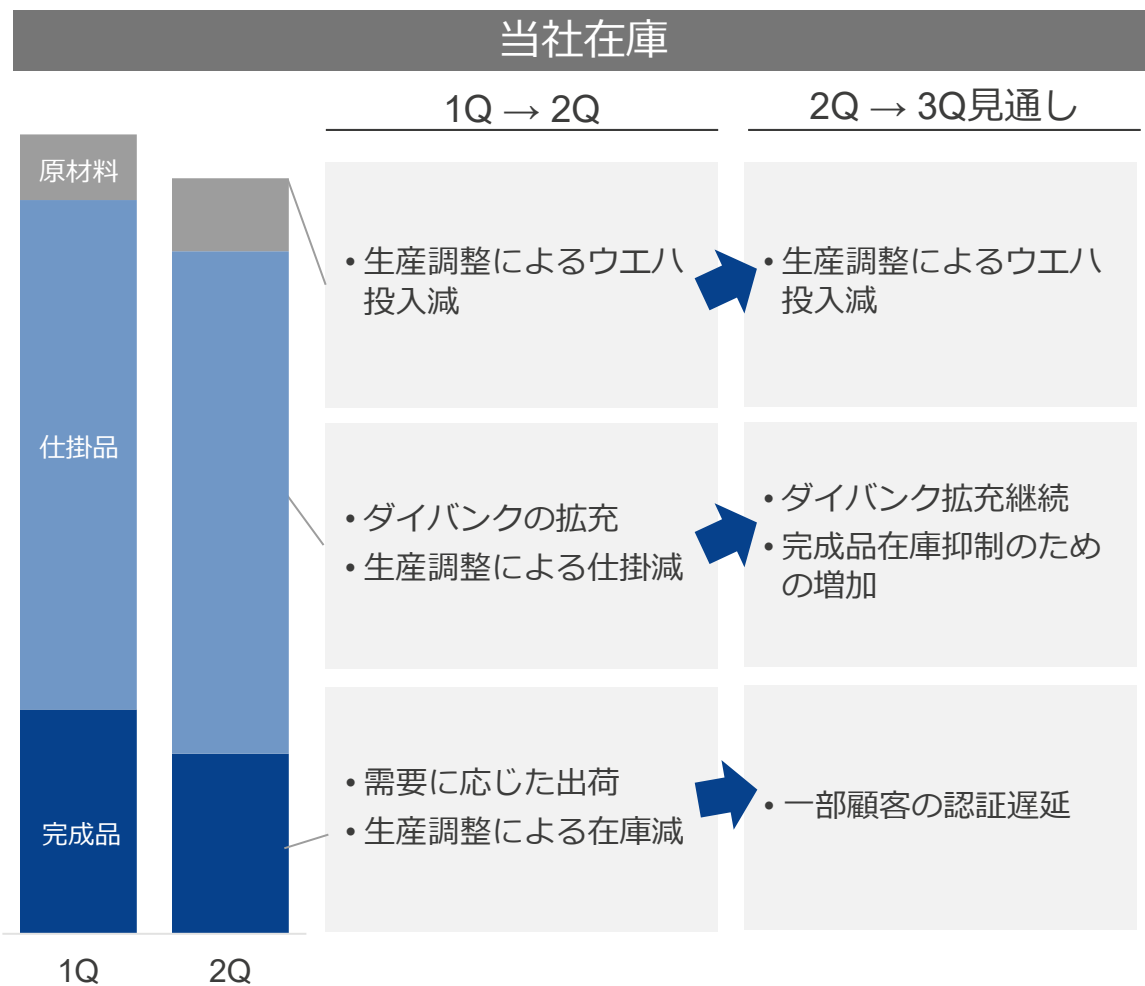 当社在庫
1Q → 2Q
2Q → 3Q見通し
原材料
仕掛品
完成品
1Q
2Q
• 生産調整によるウエハ
投入減
• 生産調整によるウエハ
投入減
• ダイバンクの拡充
• 生産調整による仕掛減
• ダイバンク拡充継続
• 完成品在庫抑制のため
の増加
• 需要に応じた出荷
• 生産調整による在庫減
• 一部顧客の認証遅延